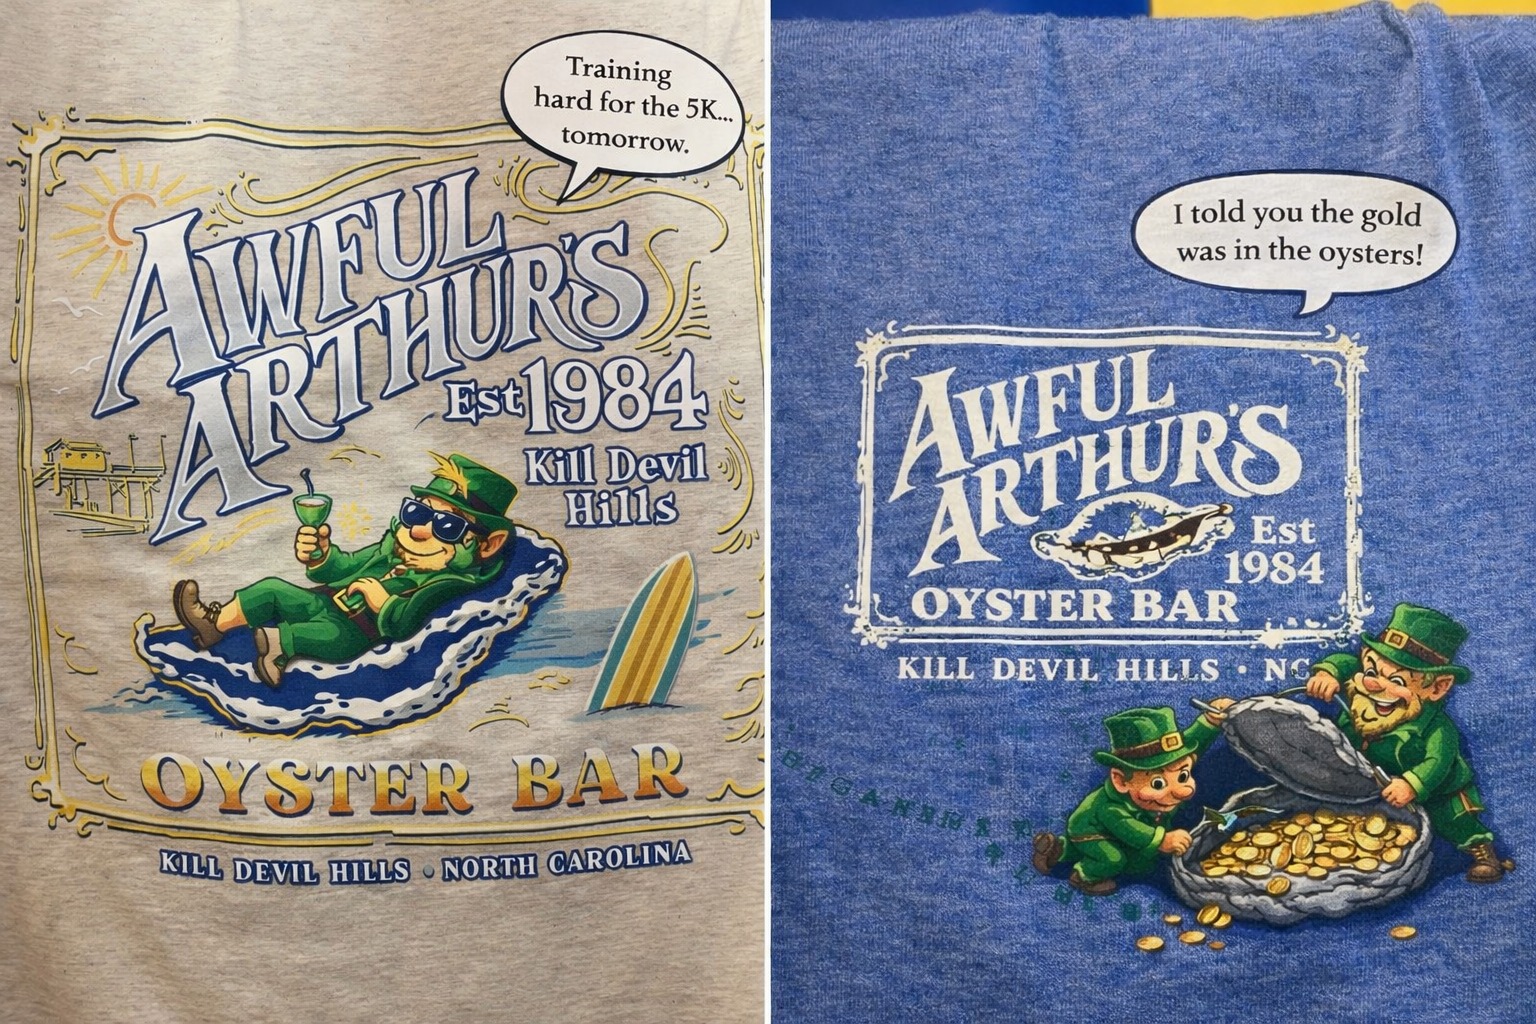 Training
hard for the 5K...
tomorrow.
AWFUL
ARTHUR'S
Est 1984
Kill Devil
Hills
OYSTER BAR
KILL DEVIL HILLS • NORTH CAROLINA
I told you the gold
was in the oysters!
AWFUL
ARTHUR'S
Est
1984
OYSTER BAR
KILL DEVIL HILLS • NC